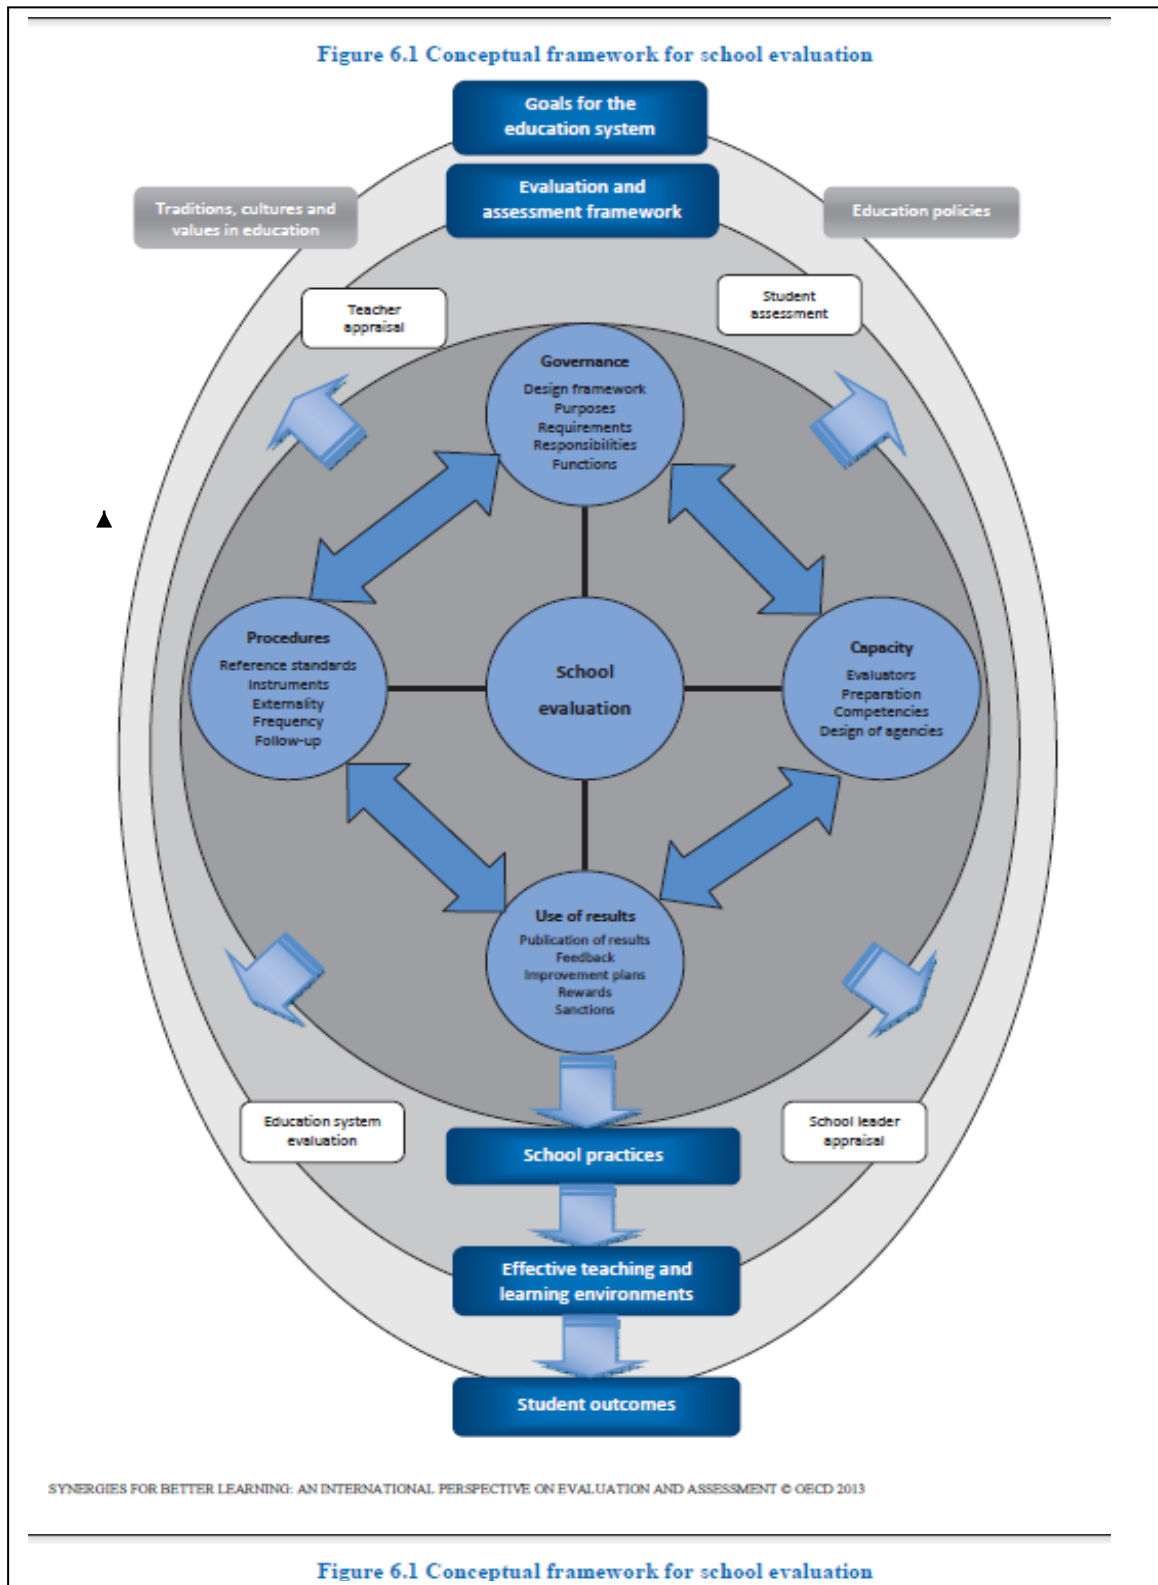 Figure 6.1 Conceptual framework for school evaluation
Goals for the
education system
Evaluation and
assessment framework
Traditions, cultures and
values in education
Education policies
Teacher
appraisal
Student
assessment
Governance
Design framework
Purposes
Requirements
Responsibilities
Functions
Procedures
Reference standards
Instruments
Externality
Frequency
Follow-up
School
evaluation
Capacity
Evaluators
Preparation
Competencies
Design of agencies
Use of results
Publication of results
Feedback
Improvement plans
Rewards
Sanctions
Education system
evaluation
School leader
appraisal
School practices
Effective teaching and
learning environments
Student outcomes
SYNERGIES FOR BETTER LEARNING: AN INTERNATIONAL PERSPECTIVE ON EVALUATION AND ASSESSMENT © OECD 2013
Figure 6.1 Conceptual framework for school evaluation